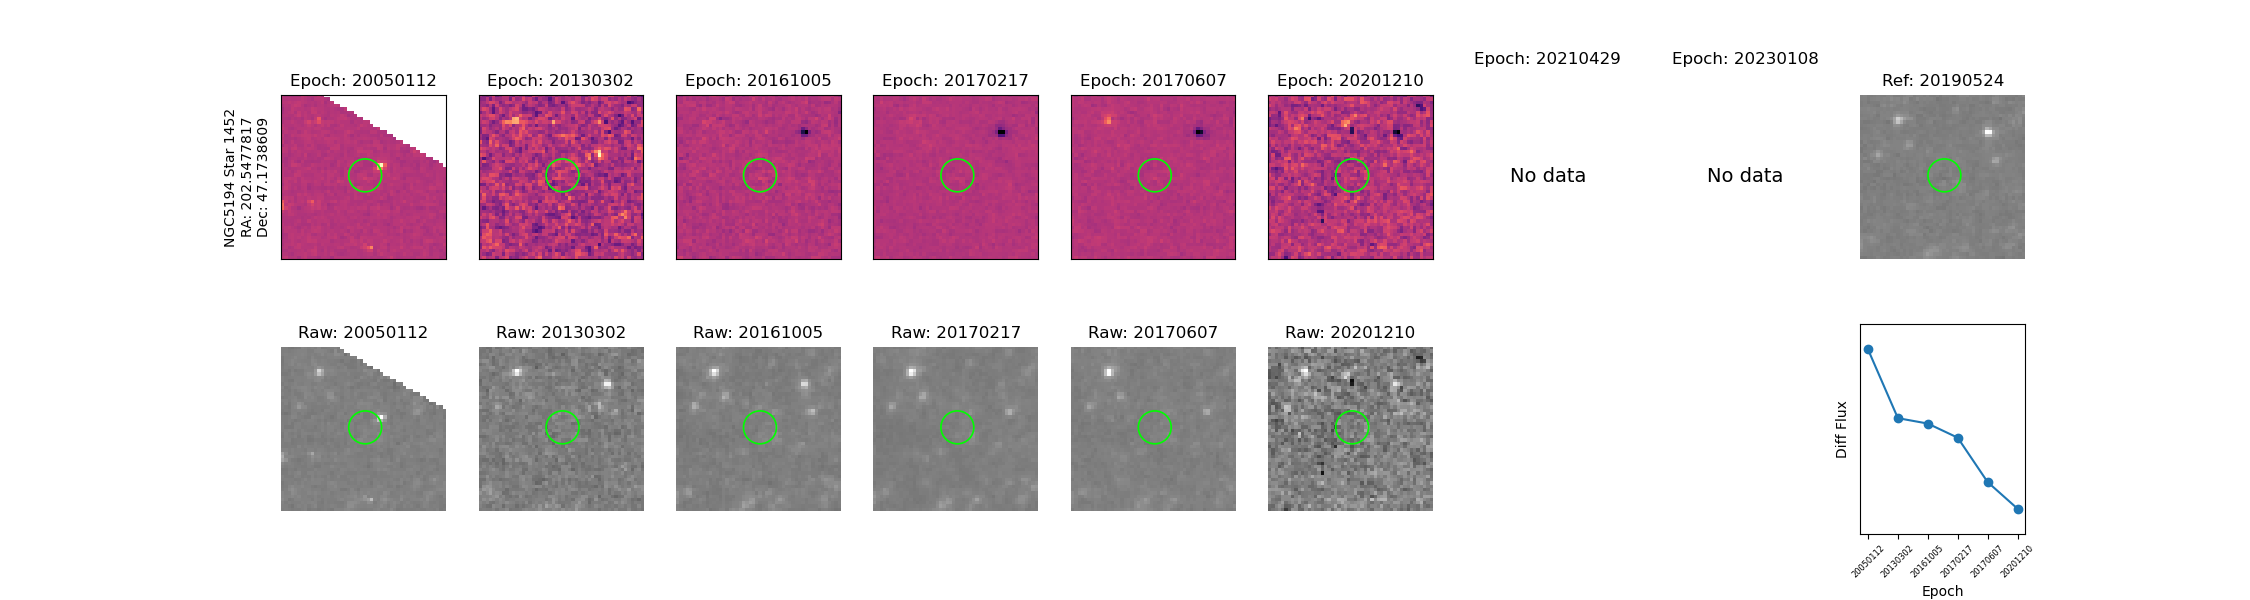 NGC5194 Star 1452
RA: 202.5477817
Dec: 47.1738609
Epoch: 20050112
Epoch: 20130302
Epoch: 20161005
Epoch: 20170217
Epoch: 20170607
Epoch: 20201210
Epoch: 20210429
Epoch: 20230108
Ref: 20190524
No data
No data
Raw: 20050112
Raw: 20130302
Raw: 20161005
Raw: 20170217
Raw: 20170607
Raw: 20201210
Diff Flux
20050112
20130302
20161005
20170217
20170607
20201210
Epoch